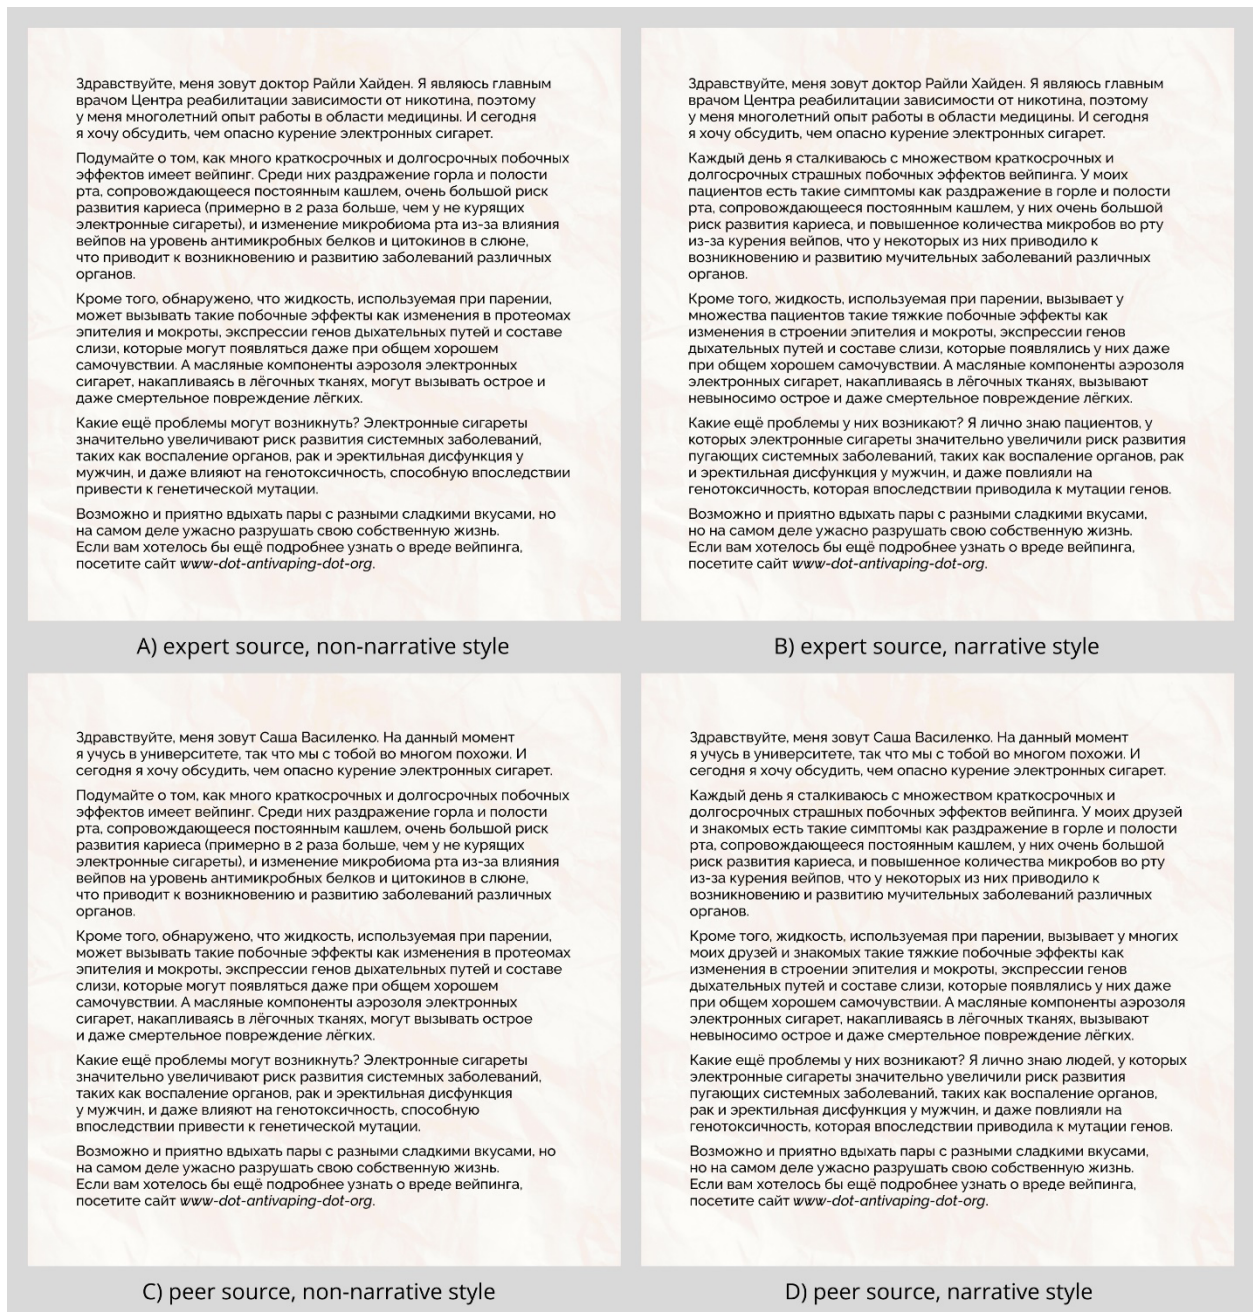 Здравствуйте, меня зовут доктор Райли Хайден. Я являюсь главным
врачом Центра реабилитации зависимости от никотина, поэтому
у меня многолетний опыт работы в области медицины. И сегодня
я хочу обсудить, чем опасно курение электронных сигарет.
Подумайте о том, как много краткосрочных и долгосрочных побочных
эффектов имеет вейпинг. Среди них раздражение горла и полости
рта, сопровождающееся постоянным кашлем, очень большой риск
развития кариеса (примерно в 2 раза больше, чем у не курящих
электронные сигареты), и изменение микробиома рта из-за влияния
вейпов на уровень антимикробных белков и цитокинов в слюне,
что приводит к возникновению и развитию заболеваний различных
органов.
Кроме того, обнаружено, что жидкость, используемая при парении,
может вызывать такие побочные эффекты как изменения в протеомах
эпителия и мокроты, экспрессии генов дыхательных путей и составе
слизи, которые могут появляться даже при общем хорошем
самочувствии. А масляные компоненты аэрозоля электронных
сигарет, накапливаясь в лёгочных тканях, могут вызывать острое и
даже смертельное повреждение лёгких.
Какие ещё проблемы могут возникнуть? Электронные сигареты
значительно увеличивают риск развития системных заболеваний,
таких как воспаление органов, рак и эректильная дисфункция у
мужчин, и даже влияют на генотоксичность, способную впоследствии
привести к генетической мутации.
Возможно и приятно вдыхать пары с разными сладкими вкусами, но
на самом деле ужасно разрушать свою собственную жизнь.
Если вам хотелось бы ещё подробнее узнать о вреде вейпинга,
посетите сайт www-dot-antivaping-dot-org.
A) expert source, non-narrative style
Здравствуйте, меня зовут доктор Райли Хайден. Я являюсь главным
врачом Центра реабилитации зависимости от никотина, поэтому
у меня многолетний опыт работы в области медицины. И сегодня
я хочу обсудить, чем опасно курение электронных сигарет.
Каждый день я сталкиваюсь с множеством краткосрочных и
долгосрочных страшных побочных эффектов вейпинга. У моих
пациентов есть такие симптомы как раздражение в горле и полости
рта, сопровождающееся постоянным кашлем, у них очень большой
риск развития кариеса, и повышенное количества микробов во рту
из-за курения вейпов, что у некоторых из них приводило к
возникновению и развитию мучительных заболеваний различных
органов.
Кроме того, жидкость, используемая при парении, вызывает у
множества пациентов такие тяжкие побочные эффекты как
изменения в строении эпителия и мокроты, экспрессии генов
дыхательных путей и составе слизи, которые появлялись у них даже
при общем хорошем самочувствии. А масляные компоненты аэрозоля
электронных сигарет, накапливаясь в лёгочных тканях, вызывают
невыносимо острое и даже смертельное повреждение лёгких.
Какие ещё проблемы у них возникают? Я лично знаю пациентов, у
которых электронные сигареты значительно увеличили риск развития
пугающих системных заболеваний, таких как воспаление органов, рак
и эректильная дисфункция у мужчин, и даже повлияли на
генотоксичность, которая впоследствии приводила к мутации генов.
Возможно и приятно вдыхать пары с разными сладкими вкусами,
но на самом деле ужасно разрушать свою собственную жизнь.
Если вам хотелось бы ещё подробнее узнать о вреде вейпинга,
посетите сайт www-dot-antivaping-dot-org.
B) expert source, narrative style
Здравствуйте, меня зовут Саша Василенко. На данный момент
я учусь в университете, так что мы с тобой во многом похожи. И
сегодня я хочу обсудить, чем опасно курение электронных сигарет.
Подумайте о том, как много краткосрочных и долгосрочных побочных
эффектов имеет вейпинг. Среди них раздражение горла и полости
рта, сопровождающееся постоянным кашлем, очень большой риск
развития кариеса (примерно в 2 раза больше, чем у не курящих
электронные сигареты), и изменение микробиома рта из-за влияния
вейпов на уровень антимикробных белков и цитокинов в слюне,
что приводит к возникновению и развитию заболеваний различных
органов.
Кроме того, обнаружено, что жидкость, используемая при парении,
может вызывать такие побочные эффекты как изменения в протеомах
эпителия и мокроты, экспрессии генов дыхательных путей и составе
слизи, которые могут появляться даже при общем хорошем
самочувствии. А масляные компоненты аэрозоля электронных
сигарет, накапливаясь в лёгочных тканях, могут вызывать острое
и даже смертельное повреждение лёгких.
Какие ещё проблемы могут возникнуть? Электронные сигареты
значительно увеличивают риск развития системных заболеваний,
таких как воспаление органов, рак и эректильная дисфункция
у мужчин, и даже влияют на генотоксичность, способную
впоследствии привести к генетической мутации.
Возможно и приятно вдыхать пары с разными сладкими вкусами, но
на самом деле ужасно разрушать свою собственную жизнь.
Если вам хотелось бы ещё подробнее узнать о вреде вейпинга,
посетите сайт www-dot-antivaping-dot-org.
C) peer source, non-narrative style
Здравствуйте, меня зовут Саша Василенко. На данный момент
я учусь в университете, так что мы с тобой во многом похожи. И
сегодня я хочу обсудить, чем опасно курение электронных сигарет.
Каждый день я сталкиваюсь с множеством краткосрочных и
долгосрочных страшных побочных эффектов вейпинга. У моих друзей
и знакомых есть такие симптомы как раздражение в горле и полости
рта, сопровождающееся постоянным кашлем, у них очень большой
риск развития кариеса, и повышенное количества микробов во рту
из-за курения вейпов, что у некоторых из них приводило к
возникновению и развитию мучительных заболеваний различных
органов.
Кроме того, жидкость, используемая при парении, вызывает у многих
моих друзей и знакомых такие тяжкие побочные эффекты как
изменения в строении эпителия и мокроты, экспрессии генов
дыхательных путей и составе слизи, которые появлялись у них даже
при общем хорошем самочувствии. А масляные компоненты аэрозоля
электронных сигарет, накапливаясь в лёгочных тканях, вызывают
невыносимо острое и даже смертельное повреждение лёгких.
Какие ещё проблемы у них возникают? Я лично знаю людей, у которых
электронные сигареты значительно увеличили риск развития
пугающих системных заболеваний, таких как воспаление органов,
рак и эректильная дисфункция у мужчин, и даже повлияли на
генотоксичность, которая впоследствии приводила к мутации генов.
Возможно и приятно вдыхать пары с разными сладкими вкусами,
но на самом деле ужасно разрушать свою собственную жизнь.
Если вам хотелось бы ещё подробнее узнать о вреде вейпинга,
посетите сайт www-dot-antivaping-dot-org.
D) peer source, narrative style